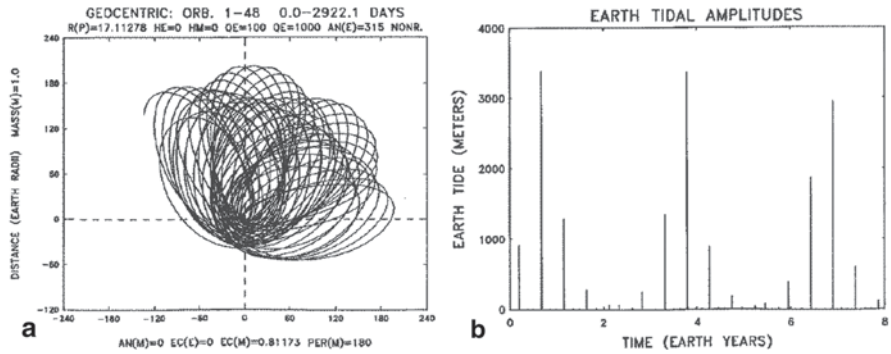 GEOCENTRIC: ORB. 1-48 0.0-2922.1 DAYS
R(P)=17.11278 HE=0 HM=0 QE=100 QE=1000 AN(E)=315 NONR.
DISTANCE (EARTH RADII) MASS(M)=1.0
240
180
120
60
0
-60
-120
-240 -180 -120 -60 0 60 120 180 240
AN(M)=0 EC(E)=0 EC(M)=0.81173 PER(M)=180
a
EARTH TIDAL AMPLITUDES
EARTH TIDE (METERS)
4000
3000
2000
1000
0
0 2 4 6 8
TIME (EARTH YEARS)
b